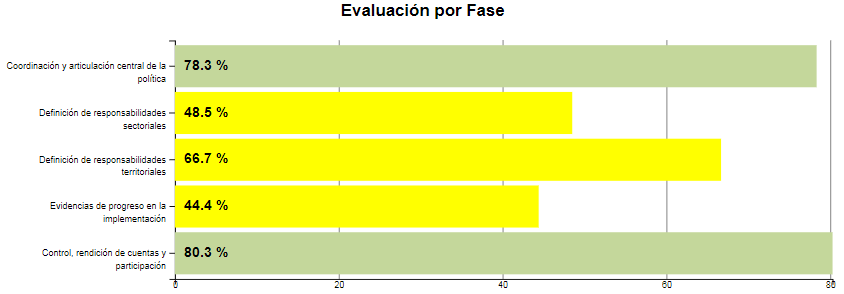 Evaluación por Fase
Coordinación y articulación central de la
política
78.3 %
Definición de responsabilidades
sectoriales
48.5 %
Definición de responsabilidades
territoriales
66.7 %
Evidencias de progreso en la
implementación
44.4 %
Control, rendición de cuentas y
participación
80.3 %
0 20 40 60 80